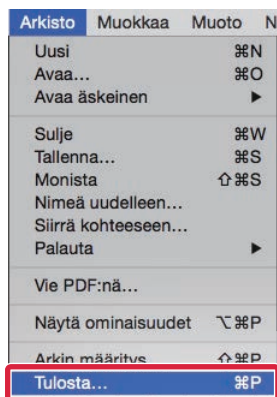 Arkisto Muokkaa Muoto N
Uusi ⌘N
Avaa... ⌘O
Avaa äskeinen ▶
Sulje ⌘W
Tallenna... ⌘S
Monista ⇧⌘S
Nimeä uudelleen...
Siirrä kohteeseen...
Palauta ▶
Vie PDF:nä...
Näytä ominaisuudet ⌥⌘P
Arkin määritys... ⇧⌘P
Tulosta... ⌘P